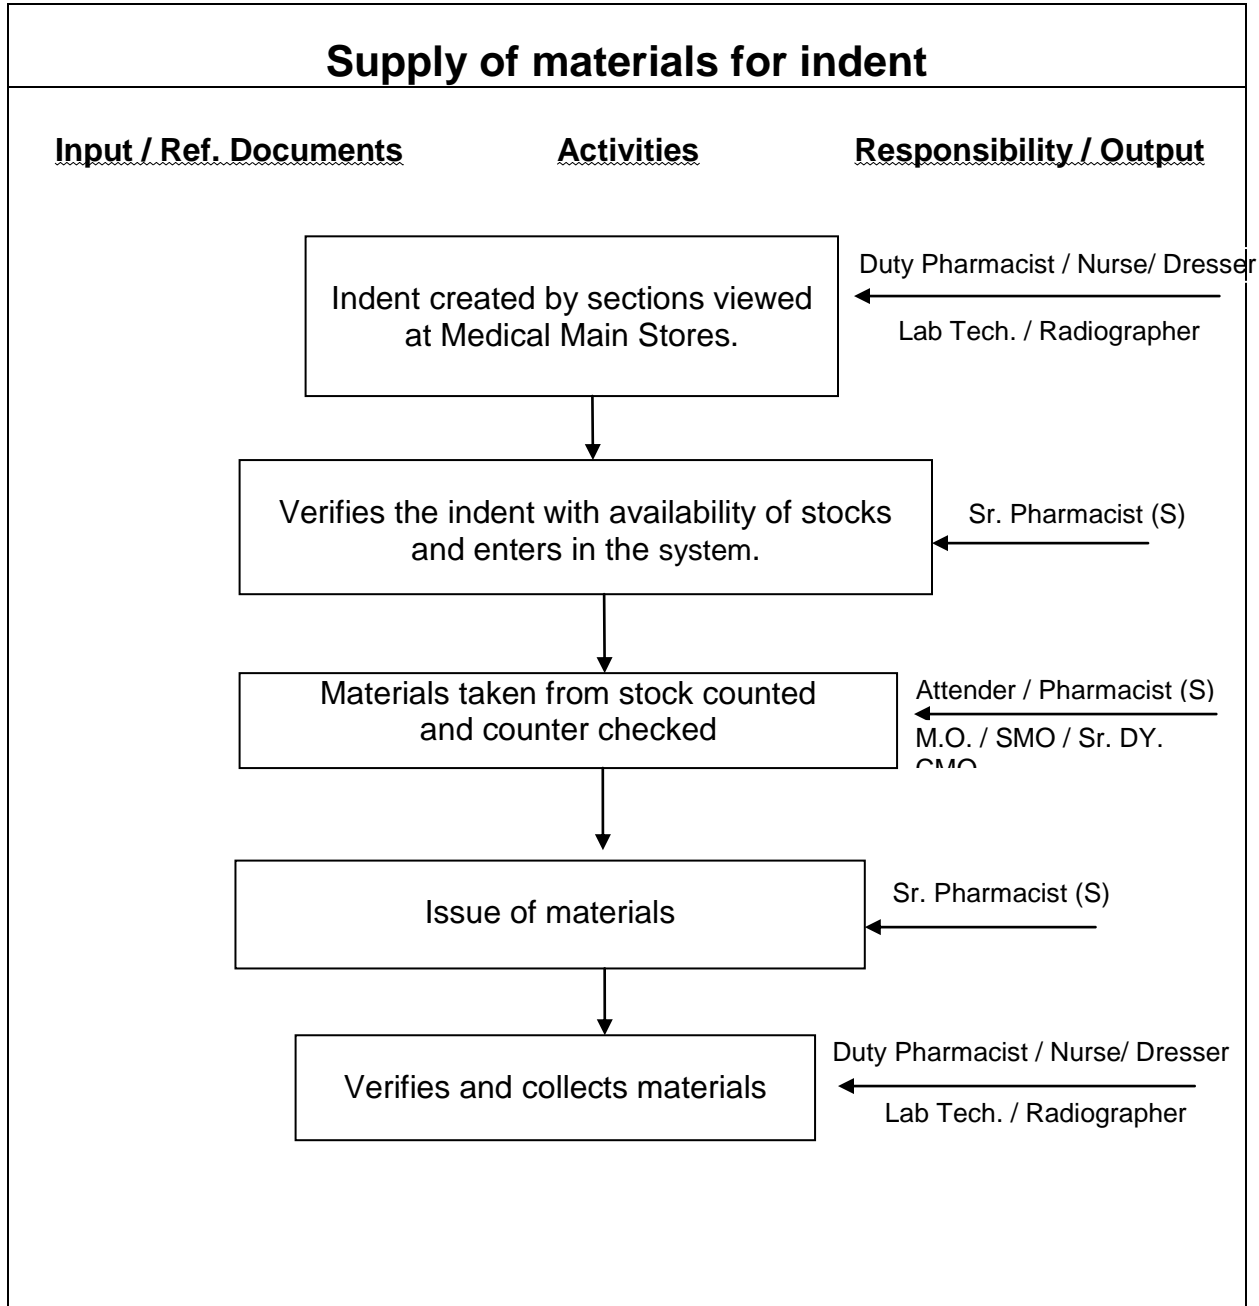 Supply of materials for indent
Input / Ref. Documents Activities Responsibility / Output
Duty Pharmacist / Nurse/ Dresser
Indent created by sections viewed
at Medical Main Stores.
Lab Tech. / Radiographer
Verifies the indent with availability of stocks
and enters in the system.
Sr. Pharmacist (S)
Materials taken from stock counted
and counter checked
Attender / Pharmacist (S)
M.O. / SMO / Sr. DY.
CMO
Issue of materials
Sr. Pharmacist (S)
Verifies and collects materials
Duty Pharmacist / Nurse/ Dresser
Lab Tech. / Radiographer